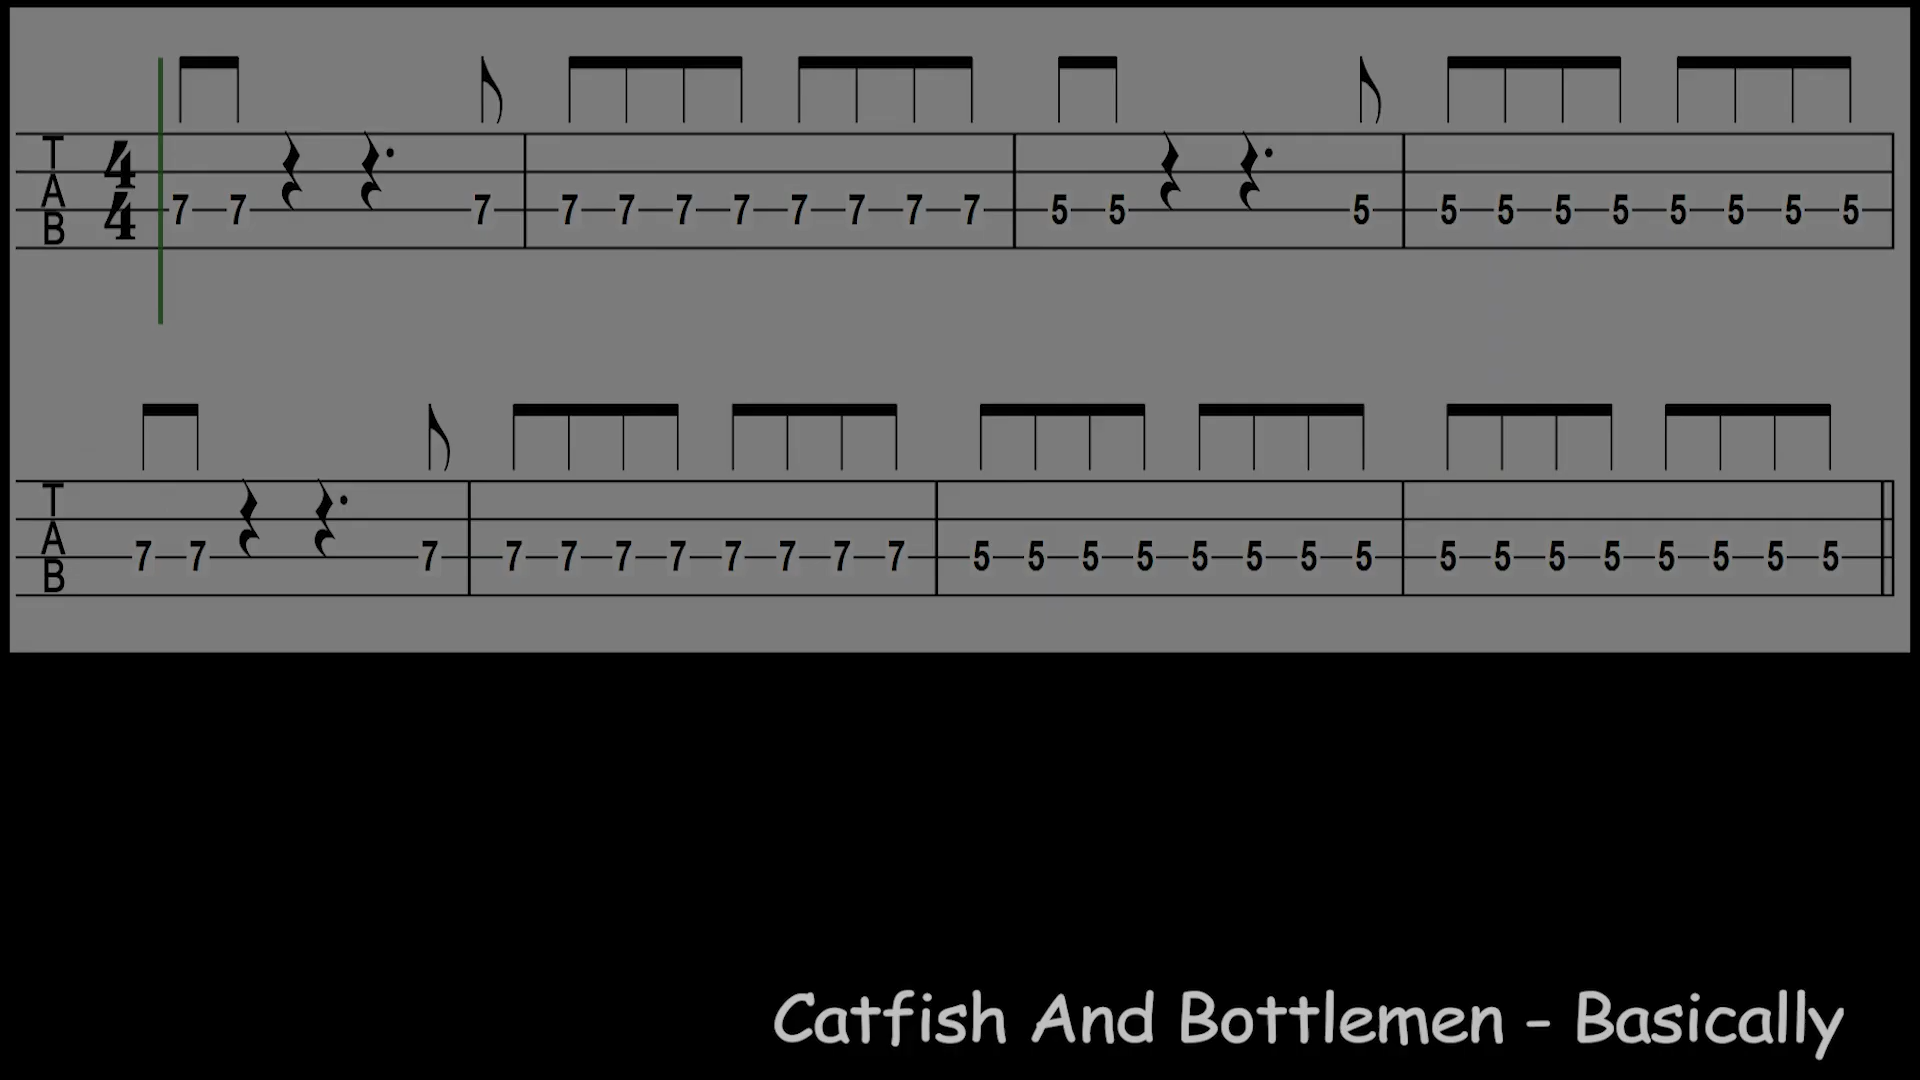 T A B 4 4 7 7 7 7 7 7 7 7 7 7 7 5 5 5 5 5 5 5 5 5 5 5
T A B 7 7 7 7 7 7 7 7 7 7 7 5 5 5 5 5 5 5 5 5 5 5 5 5 5 5 5
Catfish And Bottlemen - Basically